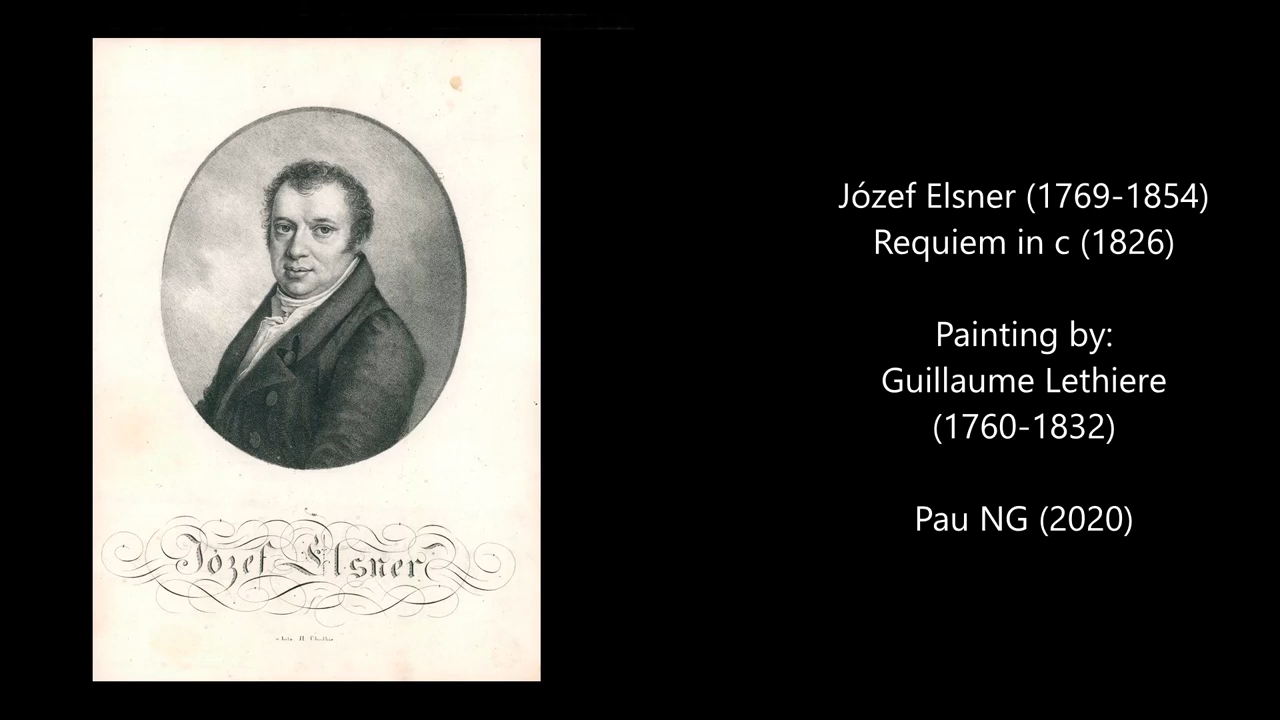 Józef Elsner
Józef Elsner (1769-1854)
Requiem in c (1826)
Painting by:
Guillaume Lethiere
(1760-1832)
Pau NG (2020)